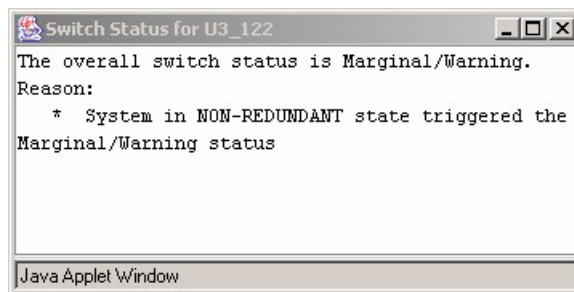 Switch Status for U3_122
The overall switch status is Marginal/Warning.
Reason:
* System in NON-REDUNDANT state triggered the
Marginal/Warning status
Java Applet Window